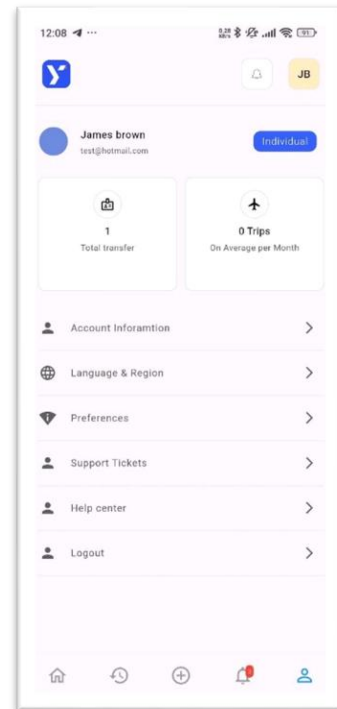 12:08
91
Y
JB
James brown
test@hotmail.com
Individual
1
Total transfer
0 Trips
On Average per Month
Account Inforamtion
Language & Region
Preferences
Support Tickets
Help center
Logout